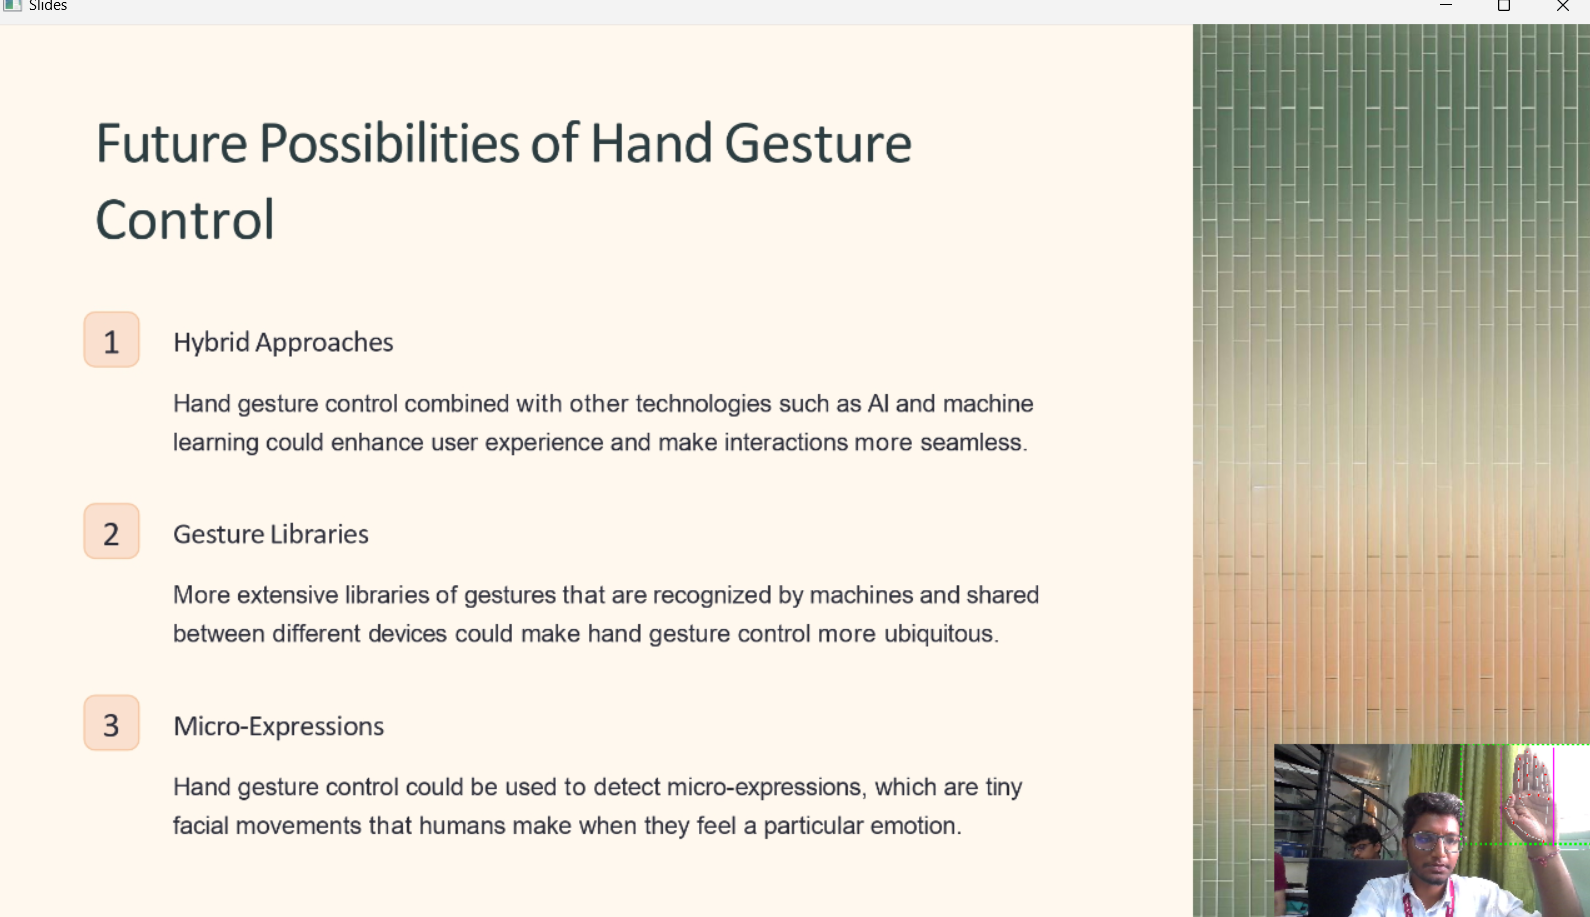 Slides
Future Possibilities of Hand Gesture
Control
1
Hybrid Approaches
Hand gesture control combined with other technologies such as AI and machine
learning could enhance user experience and make interactions more seamless.
2
Gesture Libraries
More extensive libraries of gestures that are recognized by machines and shared
between different devices could make hand gesture control more ubiquitous.
3
Micro-Expressions
Hand gesture control could be used to detect micro-expressions, which are tiny
facial movements that humans make when they feel a particular emotion.